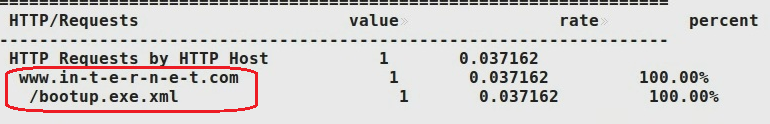 ===================================================================
HTTP/Requests value rate percent
-------------------------------------------------------------------
HTTP Requests by HTTP Host 1 0.037162
www.in-t-e-r-n-e-t.com 1 0.037162 100.00%
/bootup.exe.xml 1 0.037162 100.00%